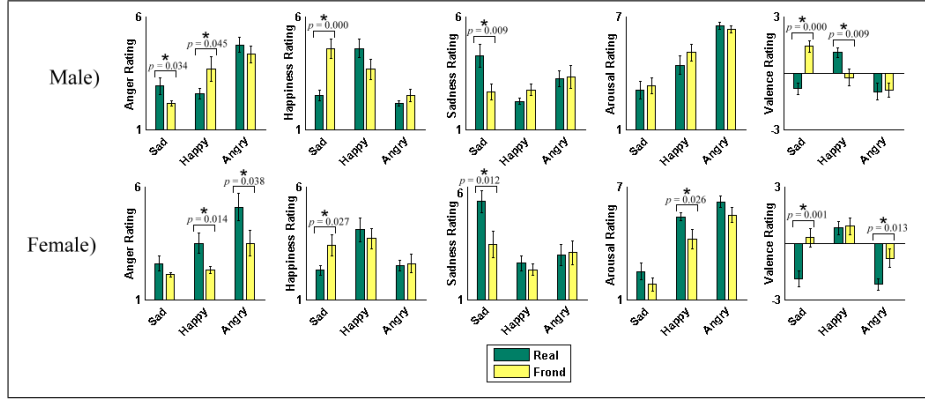 Male)
Anger Rating
6
1
*
p = 0.034
*
p = 0.045
Sad
Happy
Angry
Happiness Rating
6
1
*
p = 0.000
Sad
Happy
Angry
Sadness Rating
6
1
*
p = 0.009
Sad
Happy
Angry
Arousal Rating
7
1
Sad
Happy
Angry
Valence Rating
3
-3
*
p = 0.000
*
p = 0.009
Sad
Happy
Angry
Female)
Anger Rating
6
1
*
p = 0.014
*
p = 0.038
Sad
Happy
Angry
Happiness Rating
6
1
*
p = 0.027
Sad
Happy
Angry
Sadness Rating
6
1
*
p = 0.012
Sad
Happy
Angry
Arousal Rating
7
1
*
p = 0.026
Sad
Happy
Angry
Valence Rating
3
-3
*
p = 0.001
*
p = 0.013
Sad
Happy
Angry
Real
Frond